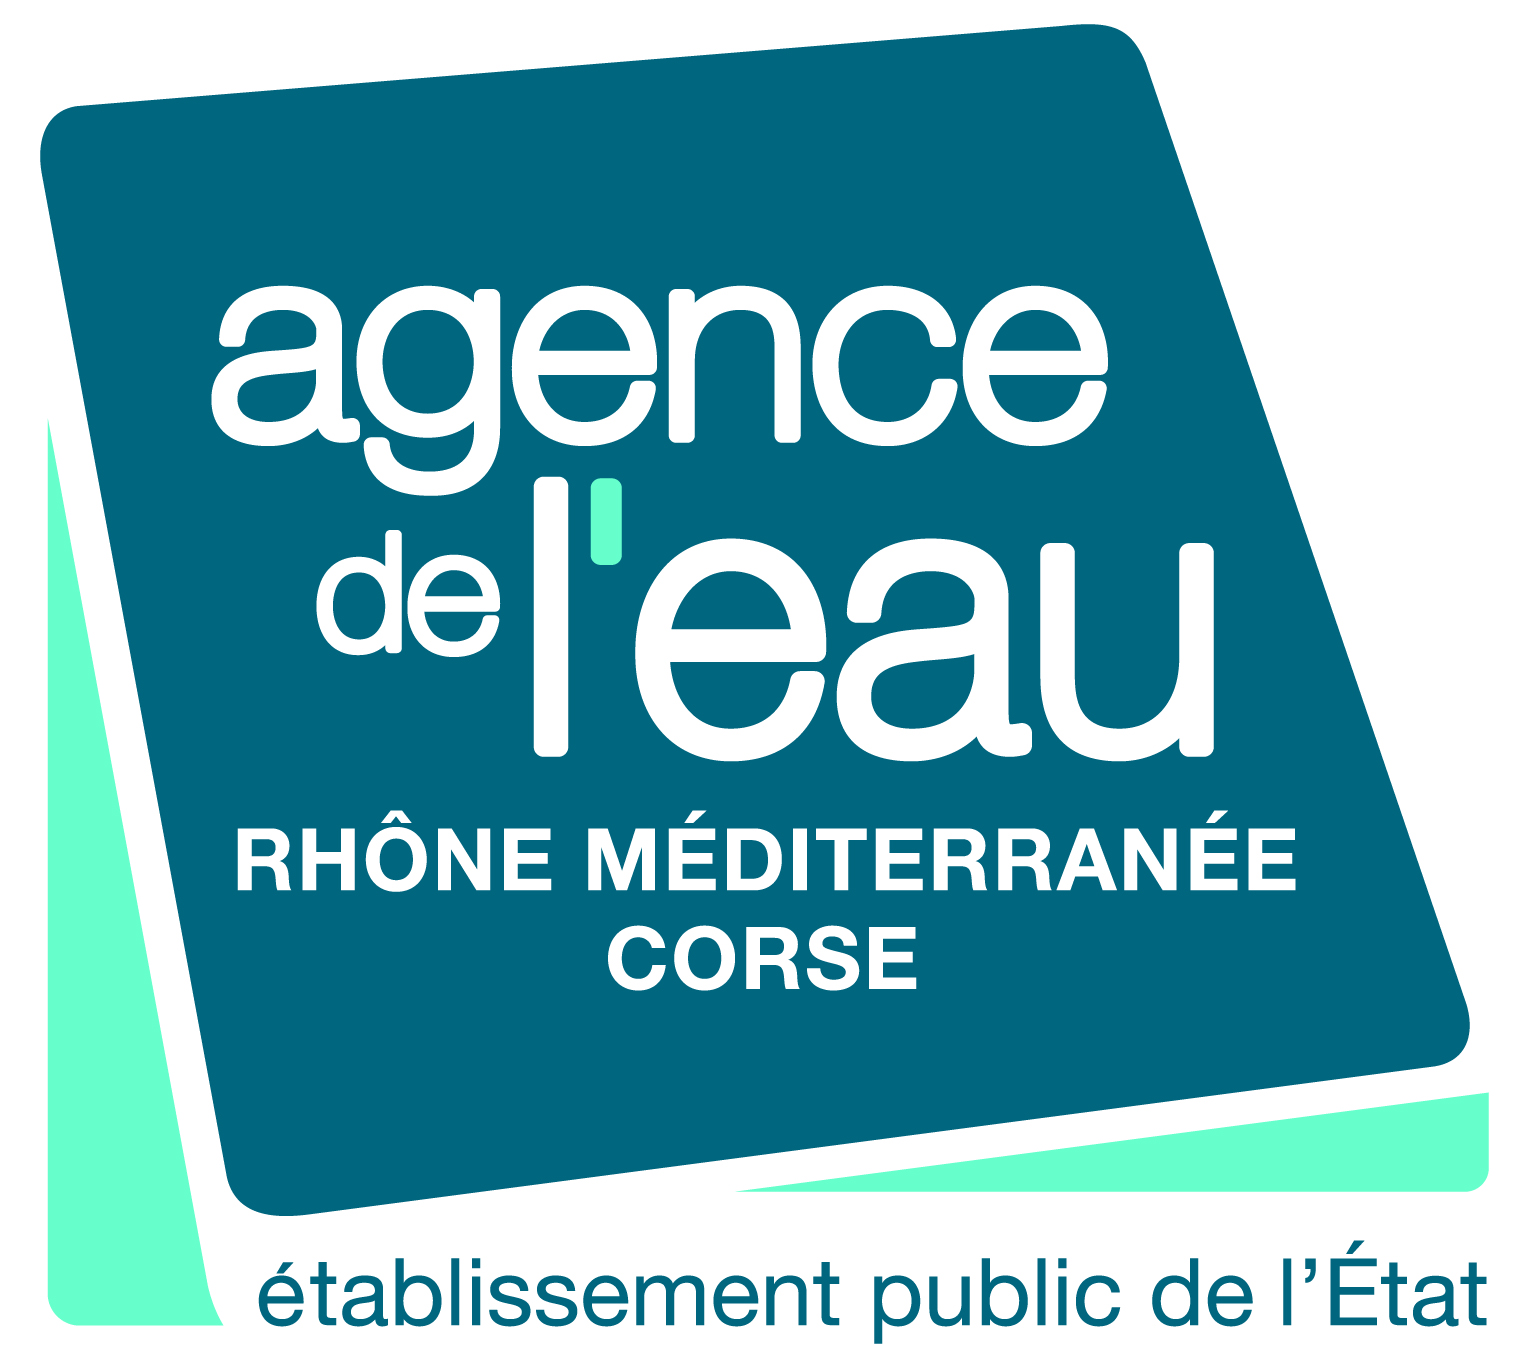 agence
de l'eau
RHÔNE MÉDITERRANÉE
CORSE
établissement public de l’État